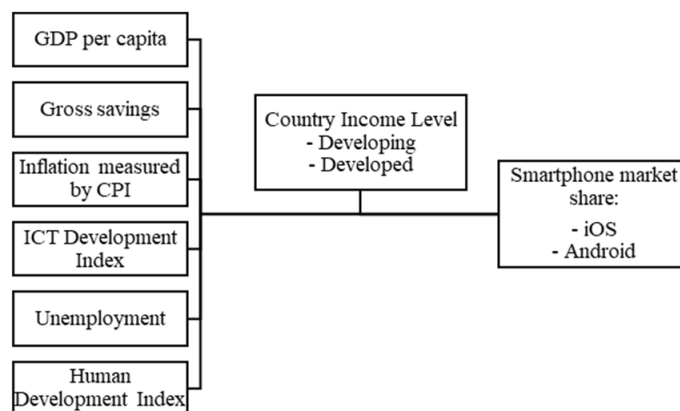 GDP per capita
Gross savings
Inflation measured
by CPI
ICT Development
Index
Unemployment
Human
Development Index
Country Income Level
- Developing
- Developed
Smartphone market
share:
- iOS
- Android